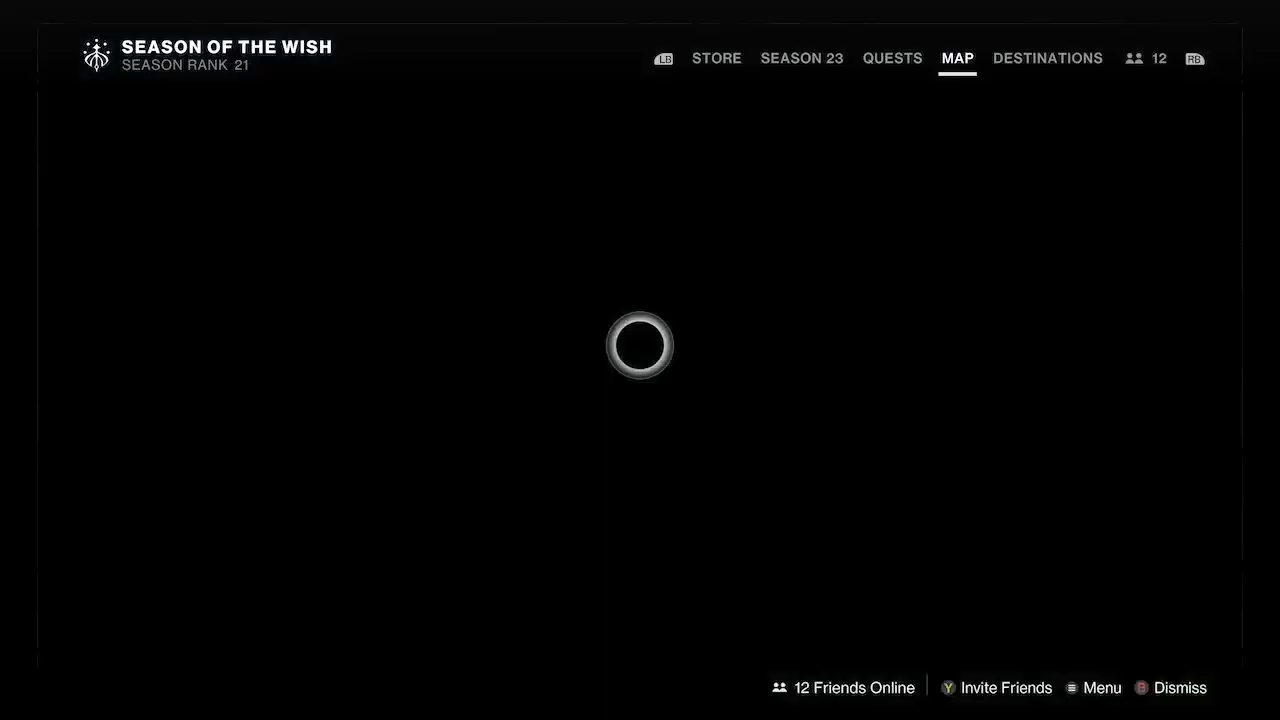 SEASON OF THE WISH
SEASON RANK 21
LB STORE SEASON 23 QUESTS MAP DESTINATIONS 12 RB
12 Friends Online Y Invite Friends Menu B Dismiss